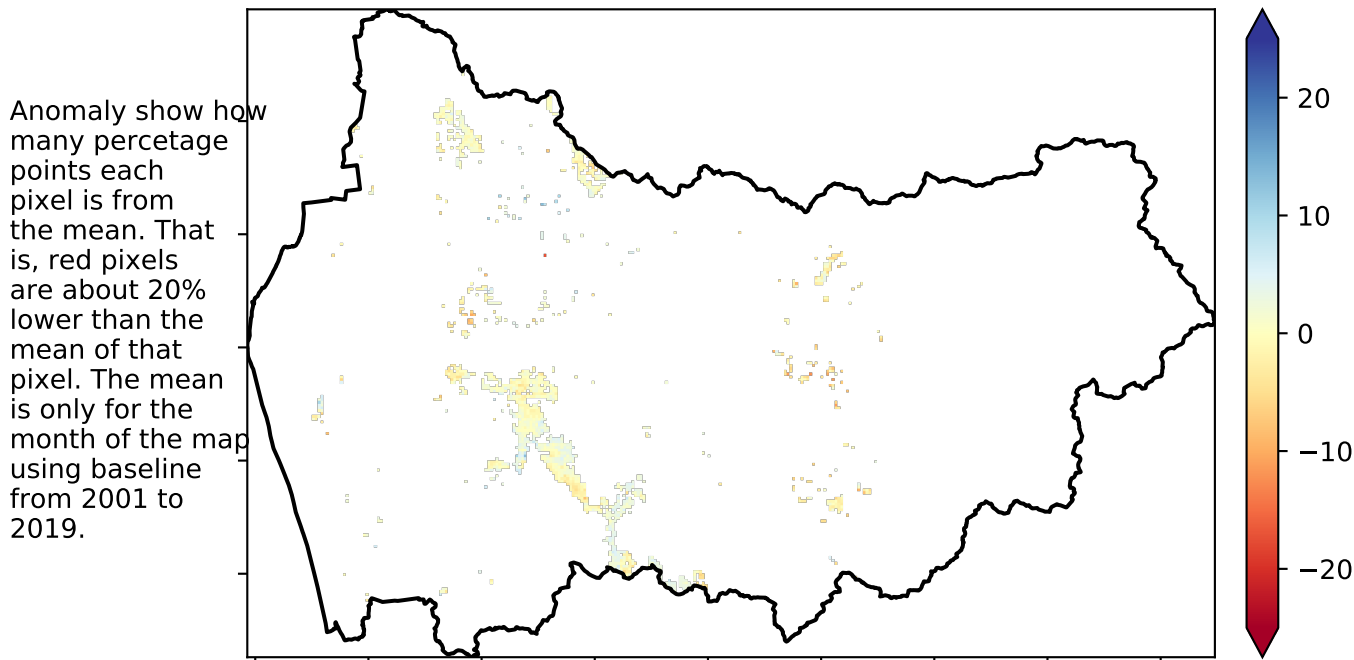 Anomaly show how
many percetage
points each
pixel is from
the mean. That
is, red pixels
are about 20%
lower than the
mean of that
pixel. The mean
is only for the
month of the map
using baseline
from 2001 to
2019.
20
10
0
−10
−20